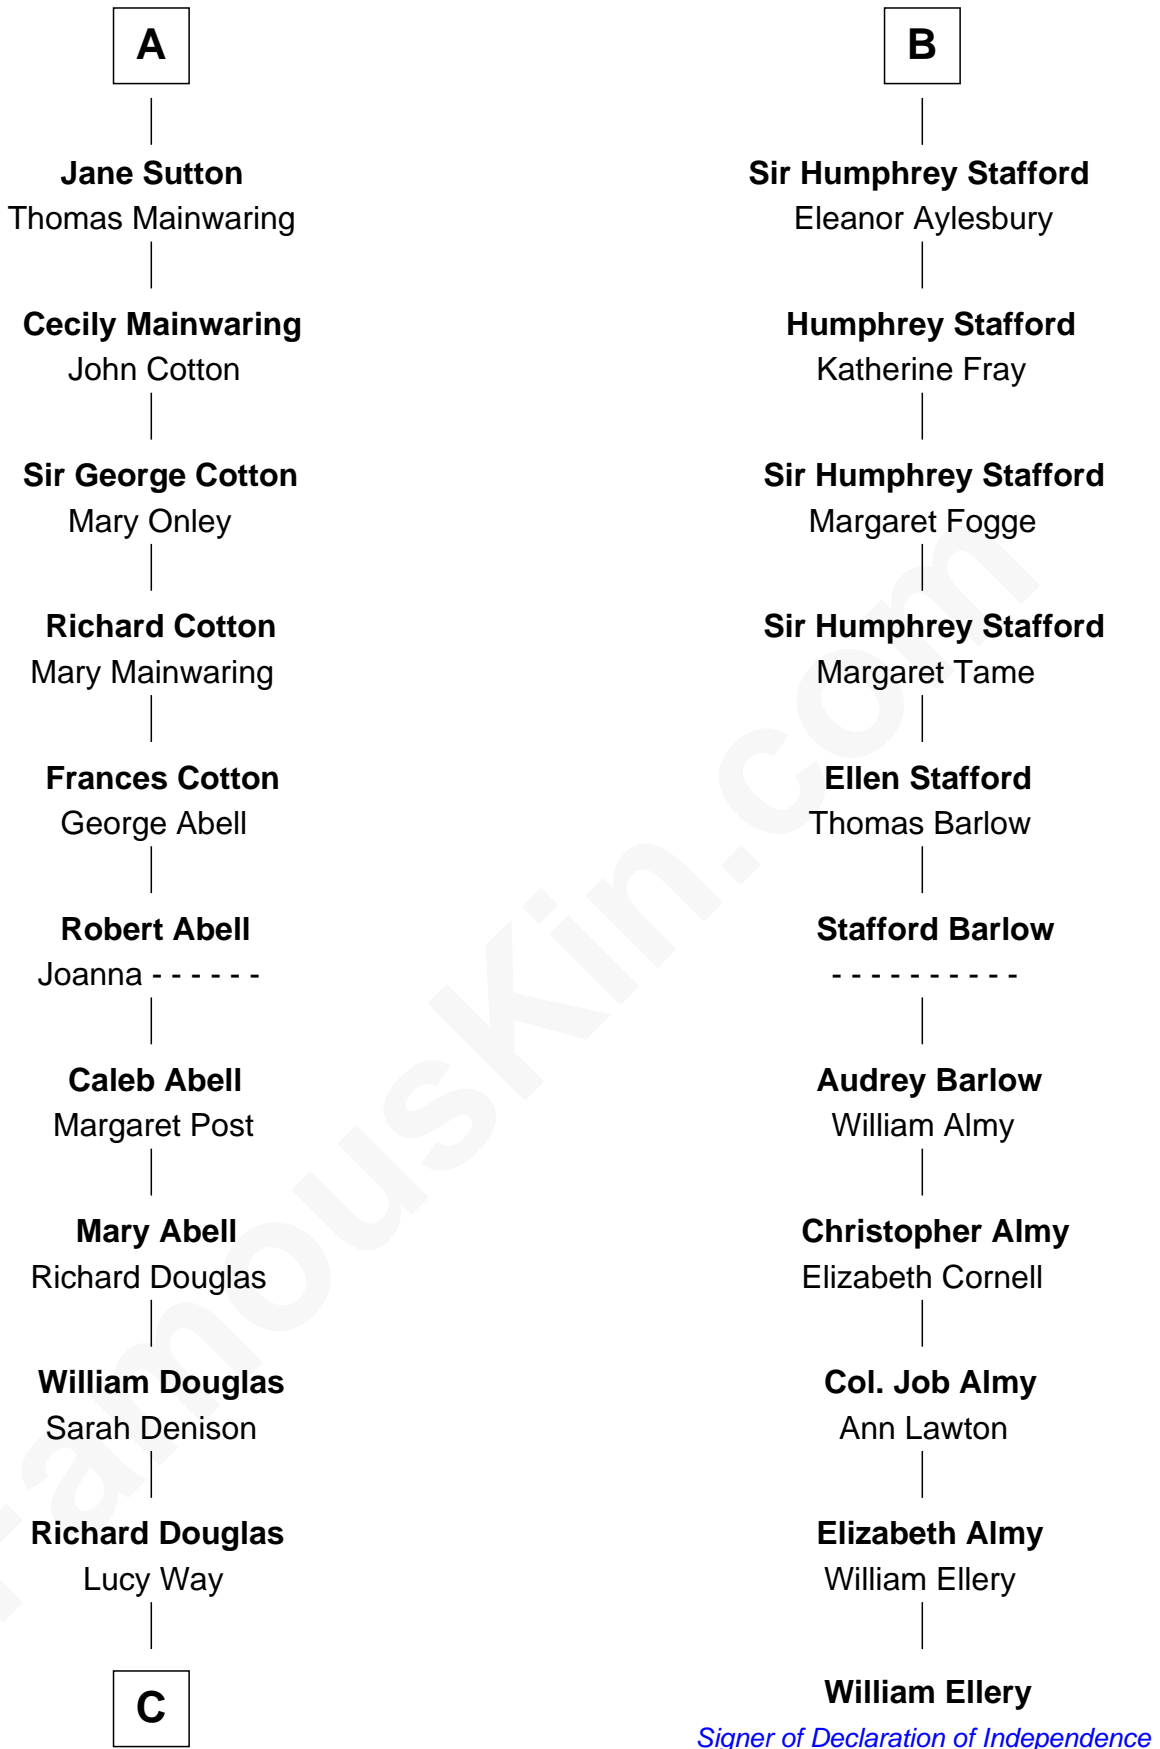 A
Jane Sutton
Thomas Mainwaring
Cecily Mainwaring
John Cotton
Sir George Cotton
Mary Onley
Richard Cotton
Mary Mainwaring
Frances Cotton
George Abell
Robert Abell
Joanna - - - - - -
Caleb Abell
Margaret Post
Mary Abell
Richard Douglas
William Douglas
Sarah Denison
Richard Douglas
Lucy Way
C
B
Sir Humphrey Stafford
Eleanor Aylesbury
Humphrey Stafford
Katherine Fray
Sir Humphrey Stafford
Margaret Fogge
Sir Humphrey Stafford
Margaret Tame
Ellen Stafford
Thomas Barlow
Stafford Barlow
- - - - - - - - - -
Audrey Barlow
William Almy
Christopher Almy
Elizabeth Cornell
Col. Job Almy
Ann Lawton
Elizabeth Almy
William Ellery
William Ellery
Signer of Declaration of Independence
FamousKin.com